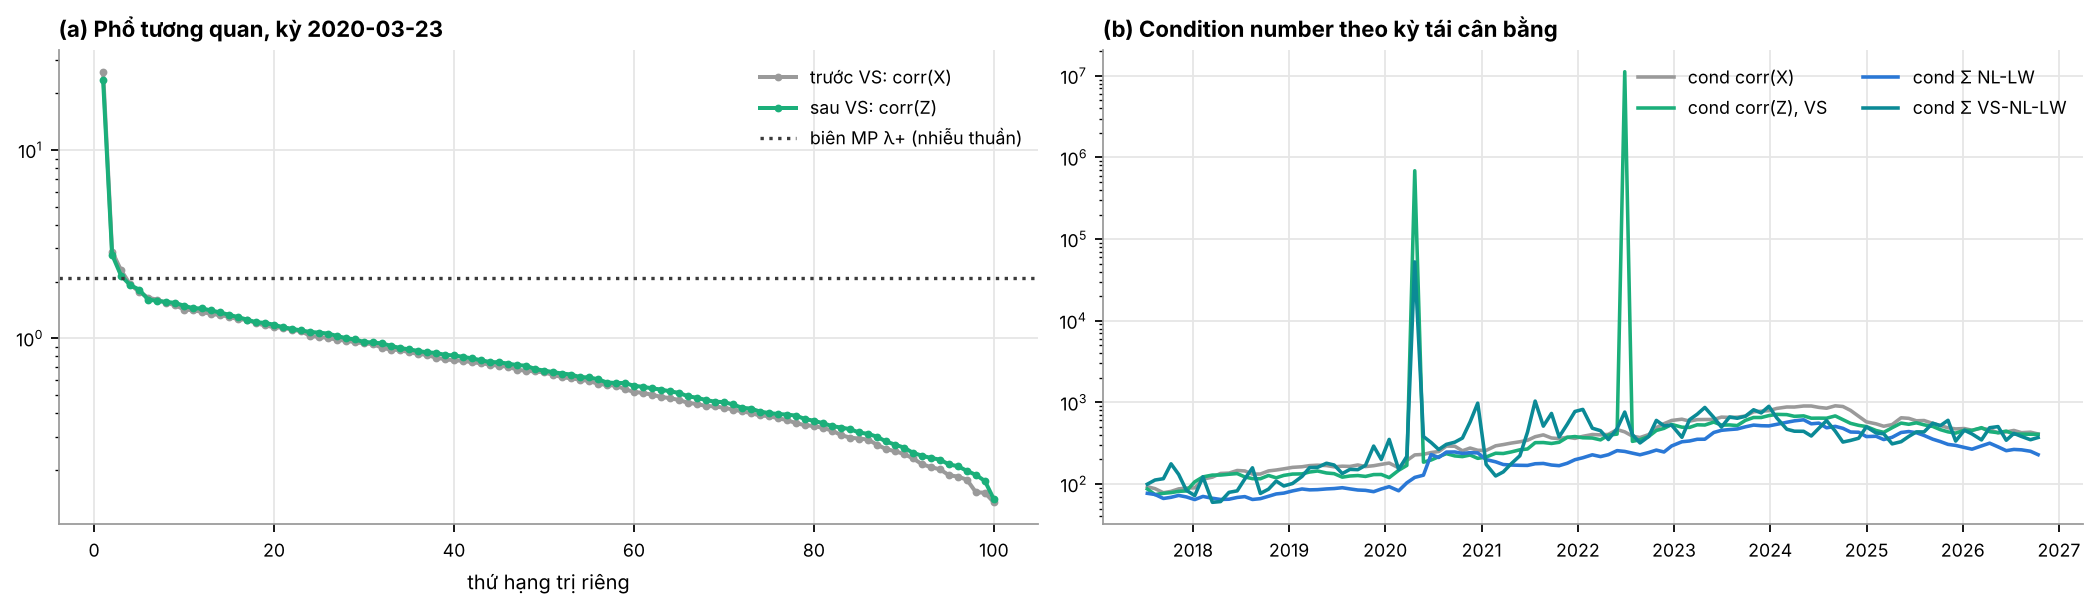 (a) Phổ tương quan, kỳ 2020-03-23
trước VS: corr(X)
sau VS: corr(Z)
biên MP λ+ (nhiễu thuần)
10¹
10⁰
0 20 40 60 80 100
thứ hạng trị riêng
(b) Condition number theo kỳ tái cân bằng
cond corr(X)
cond corr(Z), VS
cond Σ NL-LW
cond Σ VS-NL-LW
10⁷
10⁶
10⁵
10⁴
10³
10²
2018 2019 2020 2021 2022 2023 2024 2025 2026 2027